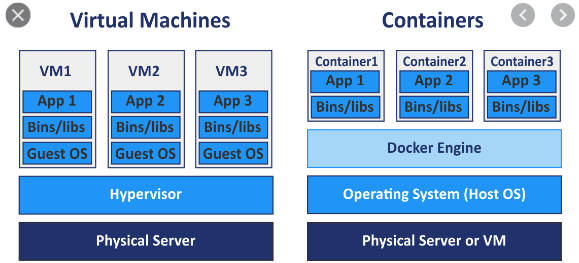 Virtual Machines
VM1
App 1
Bins/libs
Guest OS
VM2
App 2
Bins/libs
Guest OS
VM3
App 3
Bins/libs
Guest OS
Hypervisor
Physical Server
Containers
Container1
App 1
Bins/libs
Container2
App 2
Bins/libs
Container3
App 3
Bins/libs
Docker Engine
Operating System (Host OS)
Physical Server or VM